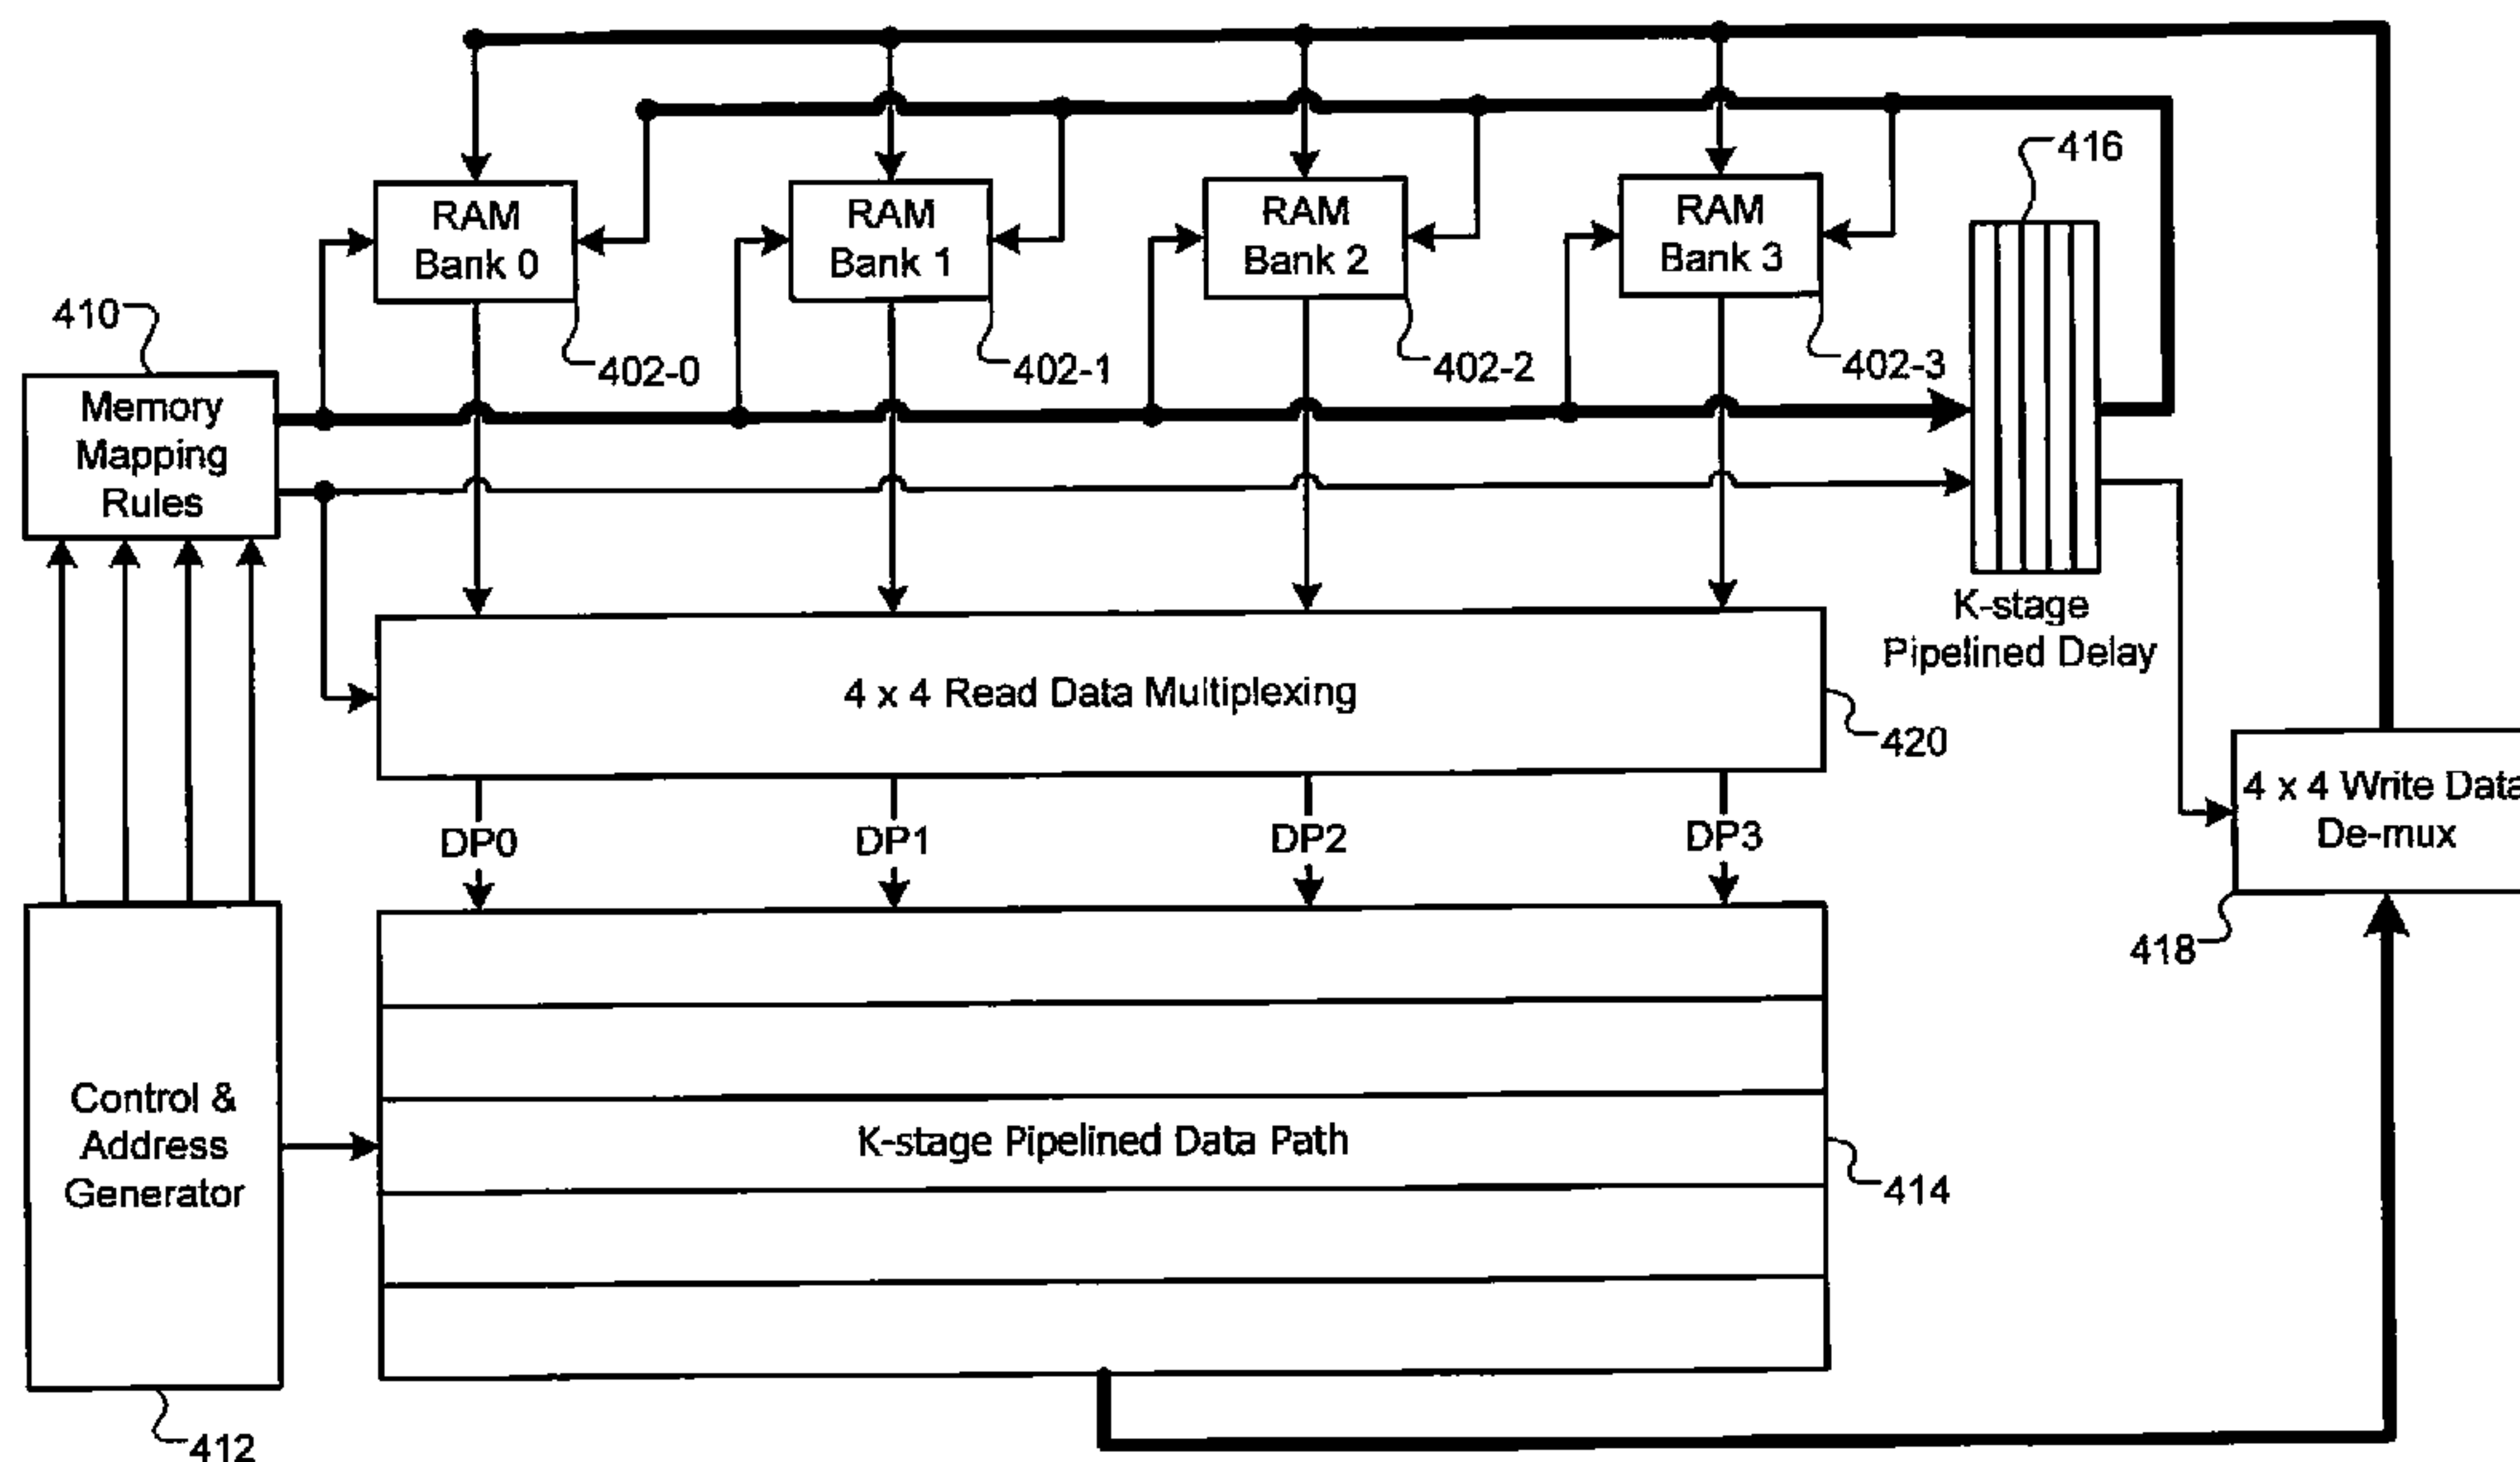 416
RAM
Bank 0
RAM
Bank 1
RAM
Bank 2
RAM
Bank 3
410
402-0
402-1
402-2
402-3
Memory
Mapping
Rules
K-stage
Pipelined Delay
4 x 4 Read Data Multiplexing
420
4 x 4 Write Data
De-mux
DP0
DP1
DP2
DP3
418
Control &
Address
Generator
K-stage Pipelined Data Path
414
412